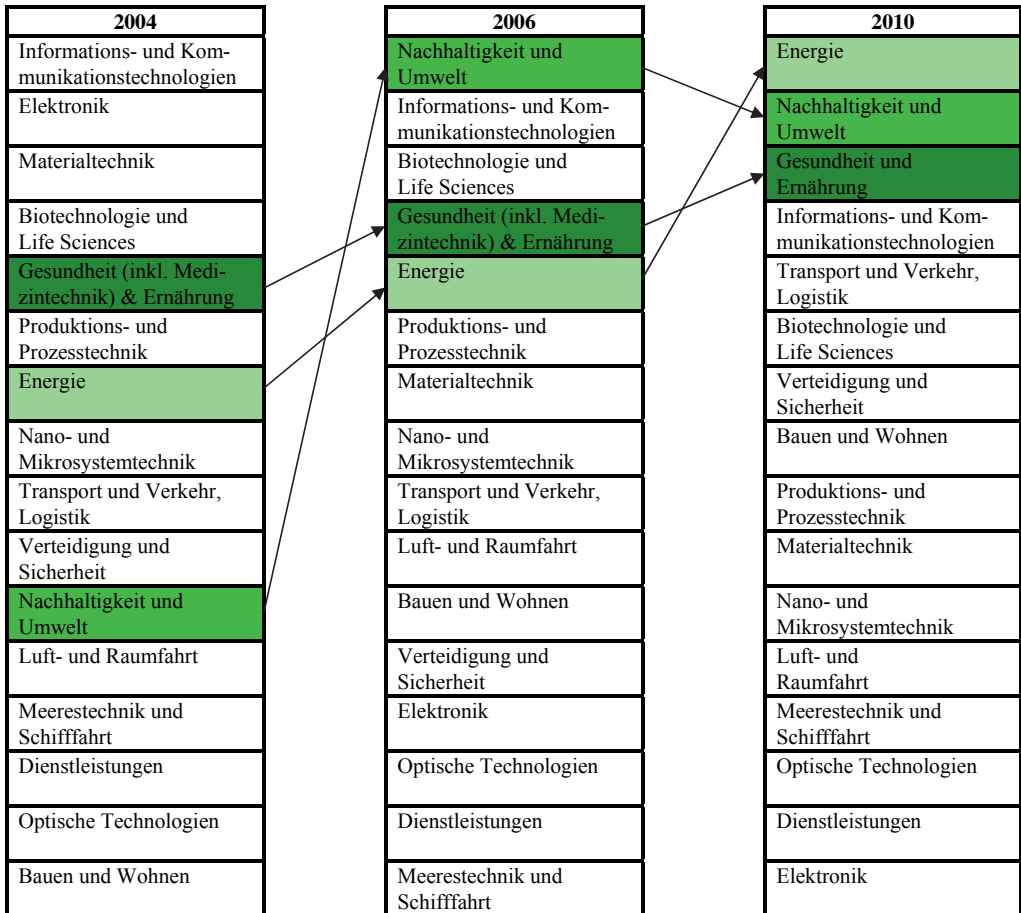 2004
Informations- und Kom-
munikationstechnologien
Elektronik
Materialtechnik
Biotechnologie und
Life Sciences
Gesundheit (inkl. Medi-
zintechnik) & Ernährung
Produktions- und
Prozesstechnik
Energie
Nano- und
Mikrosystemtechnik
Transport und Verkehr,
Logistik
Verteidigung und
Sicherheit
Nachhaltigkeit und
Umwelt
Luft- und Raumfahrt
Meerestechnik und
Schifffahrt
Dienstleistungen
Optische Technologien
Bauen und Wohnen
2006
Nachhaltigkeit und
Umwelt
Informations- und Kom-
munikationstechnologien
Biotechnologie und
Life Sciences
Gesundheit (inkl. Medi-
zintechnik) & Ernährung
Energie
Produktions- und
Prozesstechnik
Materialtechnik
Nano- und
Mikrosystemtechnik
Transport und Verkehr,
Logistik
Luft- und Raumfahrt
Bauen und Wohnen
Verteidigung und
Sicherheit
Elektronik
Optische Technologien
Dienstleistungen
Meerestechnik und
Schifffahrt
2010
Energie
Nachhaltigkeit und
Umwelt
Gesundheit und
Ernährung
Informations- und Kom-
munikationstechnologien
Transport und Verkehr,
Logistik
Biotechnologie und
Life Sciences
Verteidigung und
Sicherheit
Bauen und Wohnen
Produktions- und
Prozesstechnik
Materialtechnik
Nano- und
Mikrosystemtechnik
Luft- und
Raumfahrt
Meerestechnik und
Schifffahrt
Optische Technologien
Dienstleistungen
Elektronik